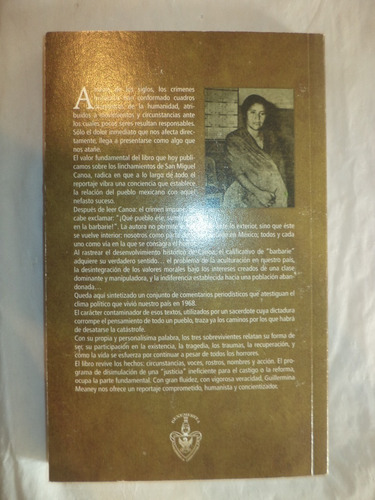 A de los siglos, los crímenes
conformado cuadros
de la humanidad, atri-
buidos a y circunstancias ante
los cuales pocos seres resultan responsables.
Sólo el dolor inmediato que nos afecta direc-
tamente, llega a presentarse como algo que
nos atañe.
El valor fundamental del libro que hoy publi-
camos sobre los linchamientos de San Miguel
Canoa, radica en que a lo largo de todo el
reportaje vibra una conciencia que establece
la relación del pueblo mexicano con aquel
nefasto suceso.
Después de leer Canoa: el crimen impune,
cabe exclamar: "¡Qué pueblo ése,
en la barbarie!". La autora no el exterior, sino que éste
se vuelve interior: nosotros como parte de en México; todos y cada
uno como vía en la que se consagra el
Al rastrear el desenvolvimiento histórico de Canoa, el calificativo de "barbarie"
adquiere su verdadero sentido... el problema de la aculturación en nuestro país,
la desintegración de los valores morales bajo los intereses creados de una clase
dominante y manipuladora, y la indiferencia establecida hacia una población aban-
donada...
Queda aquí sintetizado un conjunto de comentarios periodísticos que atestiguan el
clima político que vivió nuestro país en 1968.
El carácter contaminador de esos textos, utilizados por un sacerdote cuya dictadura
corrompe el pensamiento de todo un pueblo, traza ya los caminos por los que habrá
de desatarse la catástrofe.
Con su propia y personalísima palabra, los tres sobrevivientes relatan su forma de
ser, su participación en la existencia, la tragedia, los traumas, la recuperación, y
cómo la vida se esfuerza por continuar a pesar de todos los horrores.
El libro revive los hechos: circunstancias, voces, rostros, nombres y acción. El pro-
grama de disimulación de una "justicia" ineficiente para el castigo o la reforma,
ocupa la parte fundamental. Con gran fluidez, con vigorosa veracidad, Guillermina
Meaney nos ofrece un reportaje comprometido, humanista y concientizador.